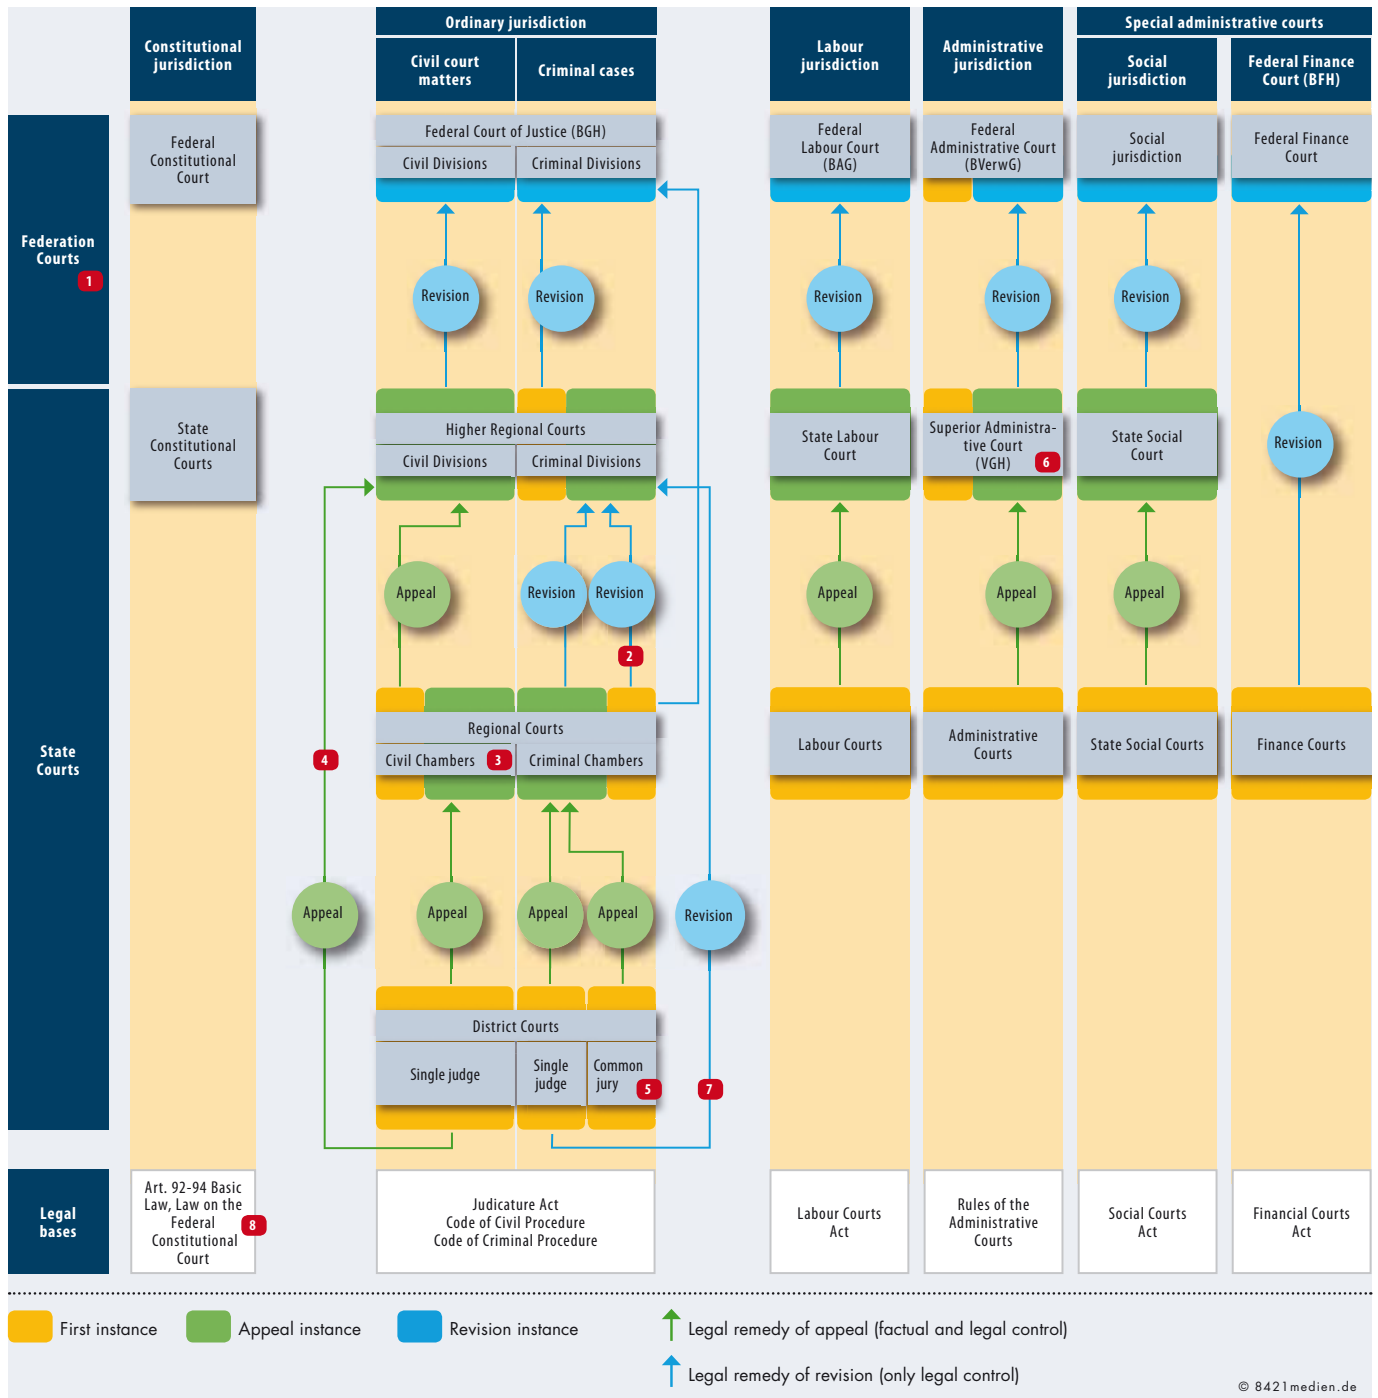 Constitutional
jurisdiction
Ordinary jurisdiction
Civil court
matters
Criminal cases
Labour
jurisdiction
Administrative
jurisdiction
Special administrative courts
Social
jurisdiction
Federal Finance
Court (BFH)
Federation
Courts
1
Federal
Constitutional
Court
Federal Court of Justice (BGH)
Civil Divisions
Criminal Divisions
Federal
Labour Court
(BAG)
Federal
Administrative Court
(BVerwG)
Social
jurisdiction
Federal Finance
Court
Revision
Revision
Revision
Revision
Revision
State
Courts
State
Constitutional
Courts
Higher Regional Courts
Civil Divisions
Criminal Divisions
State Labour
Court
Superior Administra-
tive Court
(VGH)
6
State Social
Court
Revision
Appeal
Revision
Revision
2
Appeal
Appeal
Appeal
Regional Courts
Civil Chambers
3
Criminal Chambers
4
Labour Courts
Administrative
Courts
State Social Courts
Finance Courts
Appeal
Appeal
Appeal
Appeal
Revision
District Courts
Single judge
Single
judge
Common
jury
5
7
Legal
bases
Art. 92-94 Basic
Law, Law on the
Federal
Constitutional
Court
8
Judicature Act
Code of Civil Procedure
Code of Criminal Procedure
Labour Courts
Act
Rules of the
Administrative
Courts
Social Courts
Act
Financial Courts
Act
First instance
Appeal instance
Revision instance
Legal remedy of appeal (factual and legal control)
Legal remedy of revision (only legal control)
© 8421medien.de